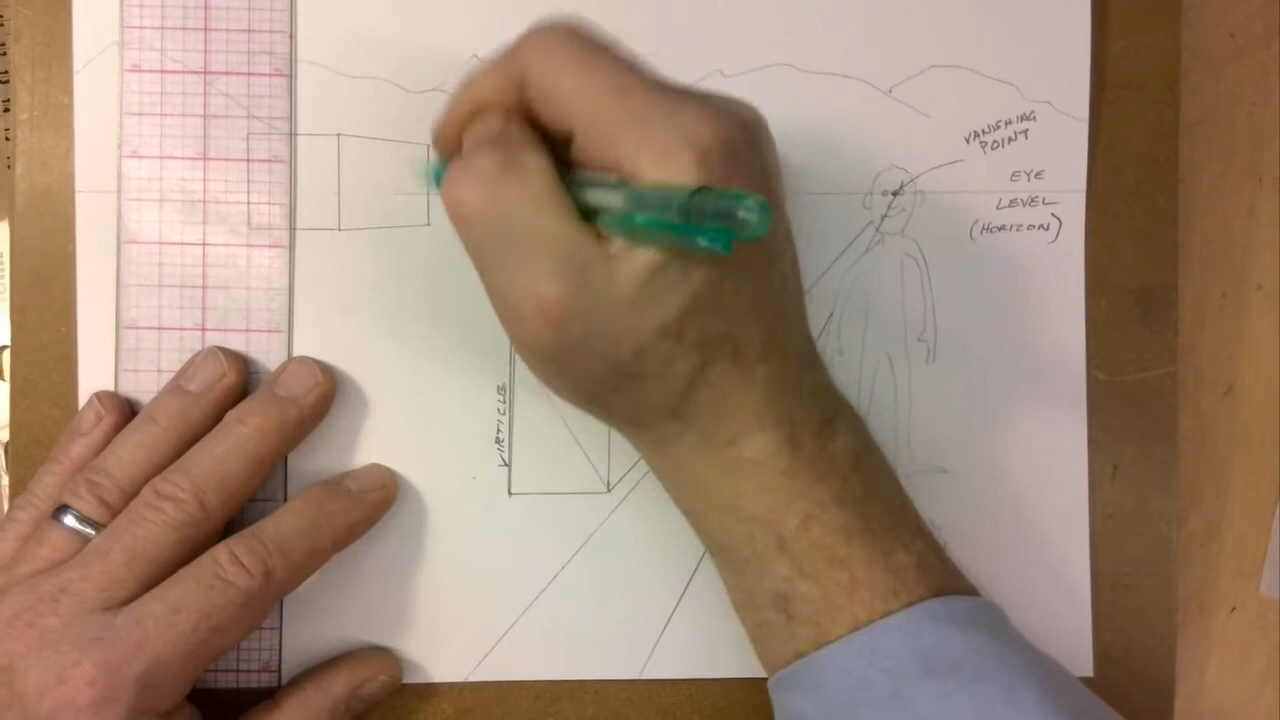 VANISHING
POINT
EYE
LEVEL
(HORIZON)
VIRTICLE